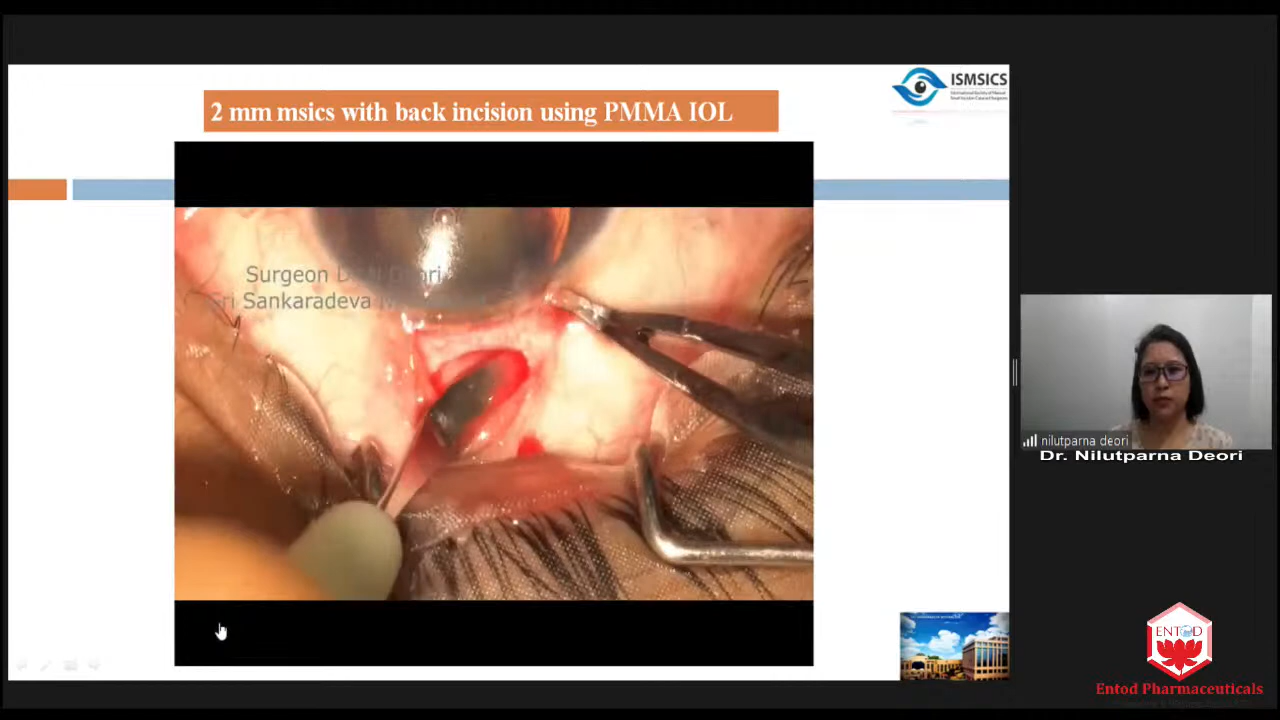 2 mm msics with back incision using PMMA IOL
ISMSICS
Surgeon
Sri Sankaradeva
nilutparna deori
Dr. Nilutparna Deori
ENTOD
Entod Pharmaceuticals